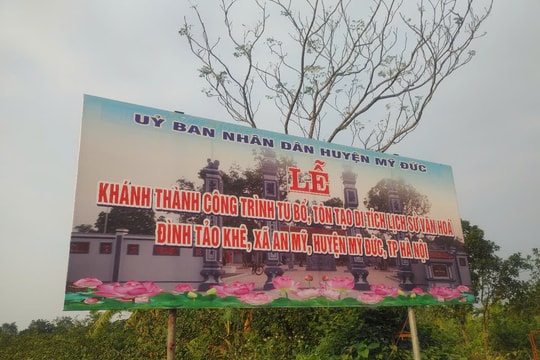 UỶ BAN NHÂN DÂN HUYỆN MỸ ĐỨC
LỄ
KHÁNH THÀNH CÔNG TRÌNH TU BỔ, TÔN TẠO DI TÍCH LỊCH SỬ VĂN HOÁ
ĐÌNH TẢO KHÊ, XÃ AN MỸ, HUYỆN MỸ ĐỨC, TP HÀ NỘI